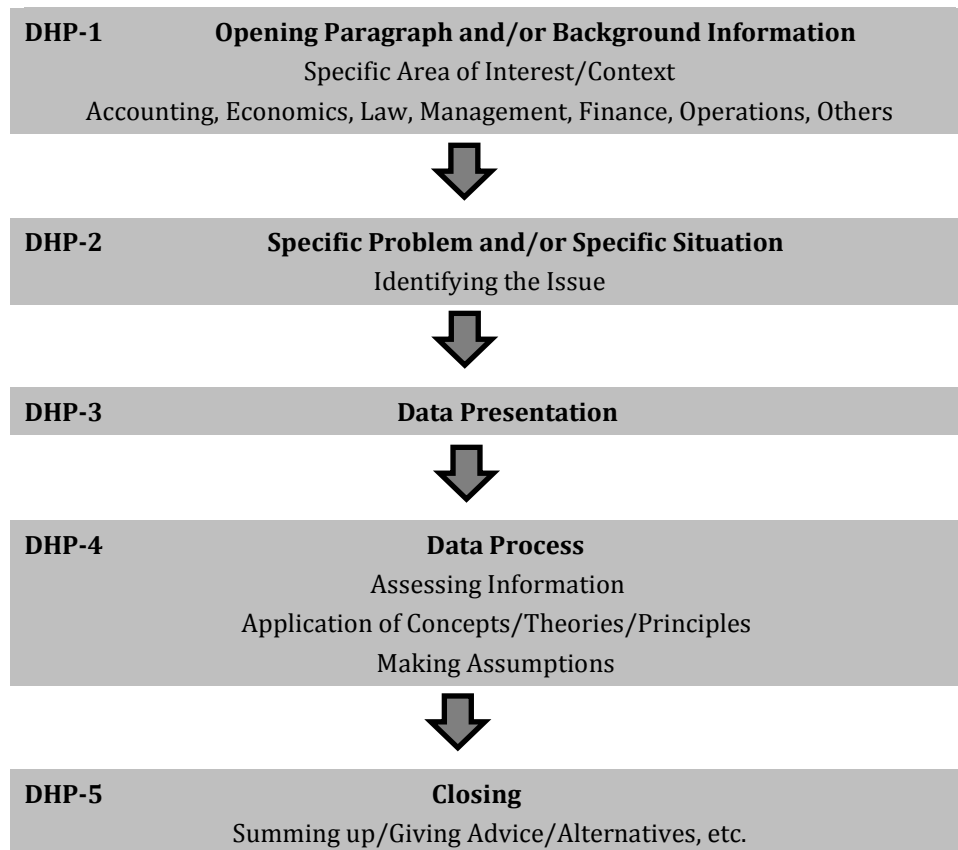 DHP-1 Opening Paragraph and/or Background Information
Specific Area of Interest/Context
Accounting, Economics, Law, Management, Finance, Operations, Others
DHP-2 Specific Problem and/or Specific Situation
Identifying the Issue
DHP-3 Data Presentation
DHP-4 Data Process
Assessing Information
Application of Concepts/Theories/Principles
Making Assumptions
DHP-5 Closing
Summing up/Giving Advice/Alternatives, etc.